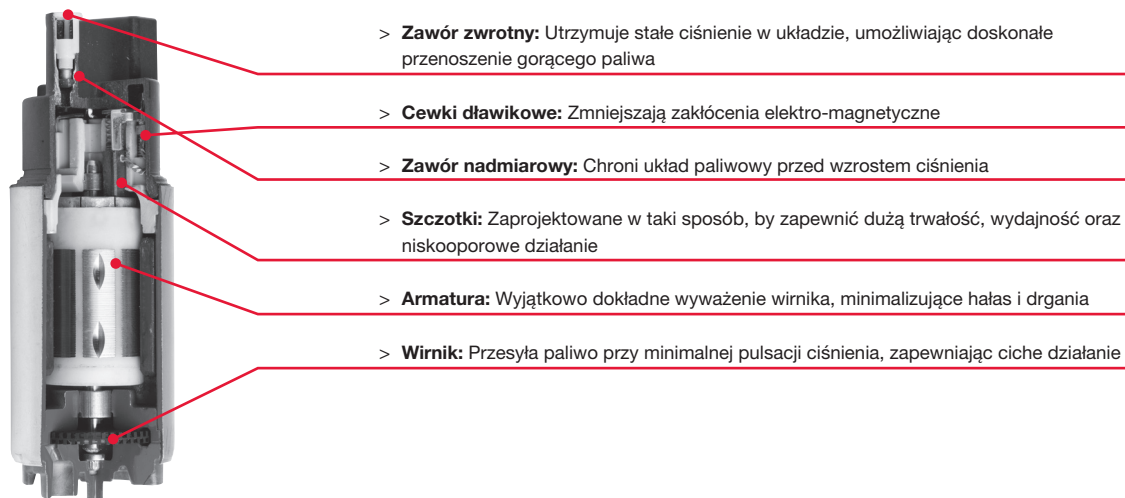 > Zawór zwrotny: Utrzymuje stałe ciśnienie w układzie, umożliwiając doskonałe
przenoszenie gorącego paliwa
> Cewki dławikowe: Zmniejszają zakłócenia elektro-magnetyczne
> Zawór nadmiarowy: Chroni układ paliwowy przed wzrostem ciśnienia
> Szczotki: Zaprojektowane w taki sposób, by zapewnić dużą trwałość, wydajność oraz
niskooporowe działanie
> Armatura: Wyjątkowo dokładne wyważenie wirnika, minimalizujące hałas i drgania
> Wirnik: Przesyła paliwo przy minimalnej pulsacji ciśnienia, zapewniając ciche działanie